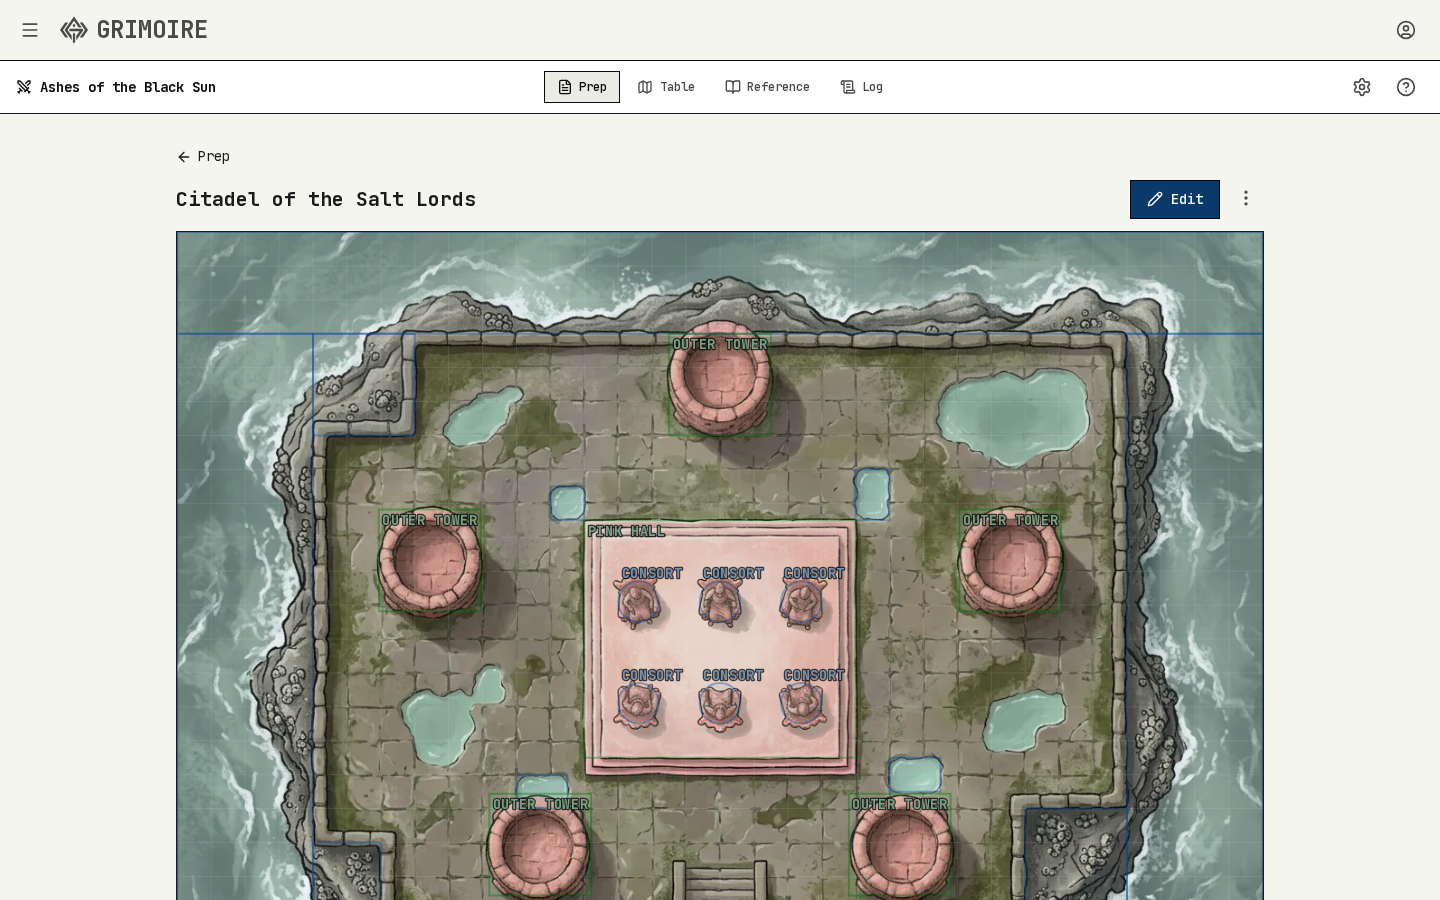 GRIMOIRE
Ashes of the Black Sun
Prep
Table
Reference
Log
Prep
Citadel of the Salt Lords
Edit
OUTER TOWER
OUTER TOWER
OUTER TOWER
PINK HALL
CONSORT CONSORT CONSORT
CONSORT CONSORT CONSORT
OUTER TOWER
OUTER TOWER